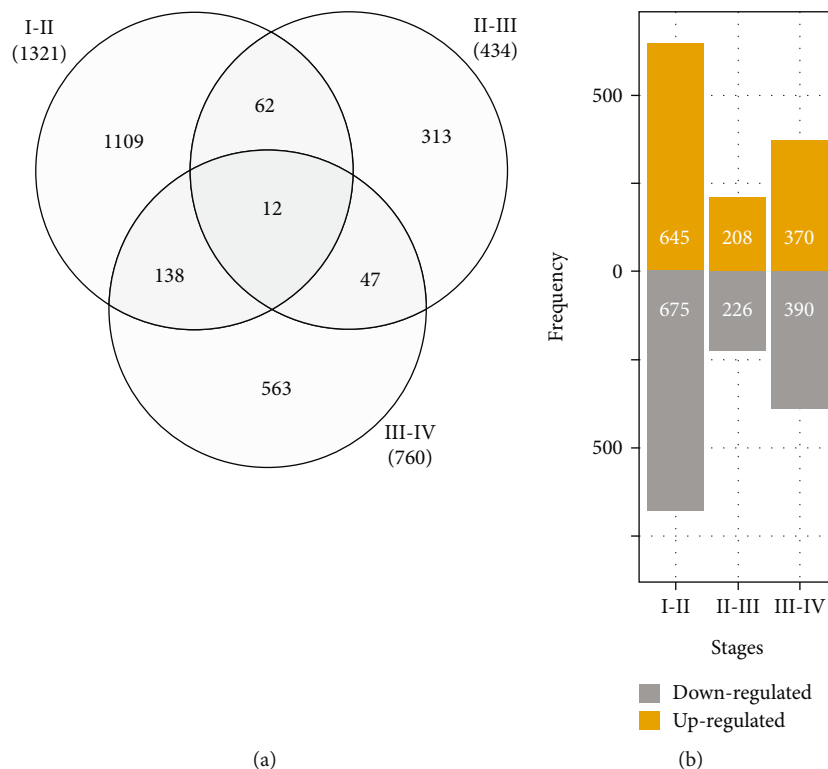 I-II
(1321)
II-III
(434)
62
1109
313
12
138
47
563
III-IV
(760)
(a)
Frequency
500
0
500
645
208
370
675
226
390
I-II
II-III
III-IV
Stages
Down-regulated
Up-regulated
(b)